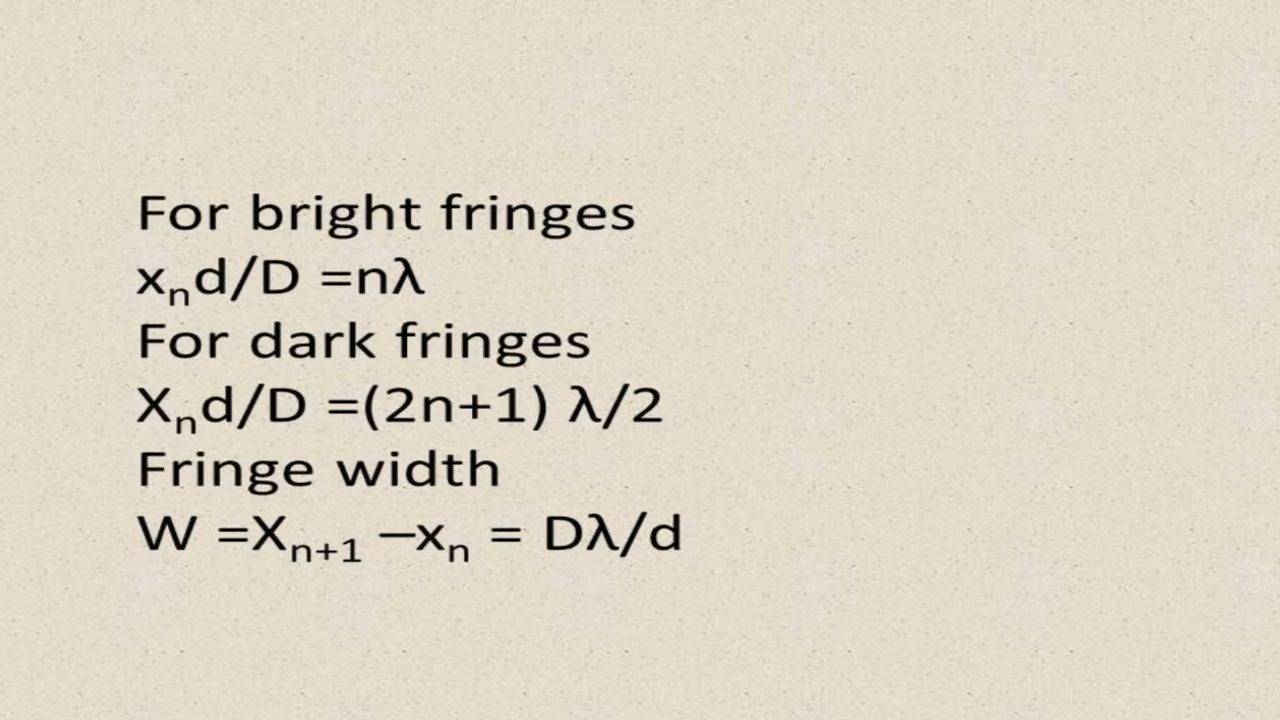 For bright fringes
xₙd/D =nλ
For dark fringes
Xₙd/D =(2n+1) λ/2
Fringe width
W =Xₙ₊₁ –xₙ = Dλ/d